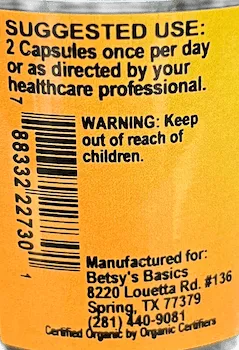 SUGGESTED USE:
2 Capsules once per day
or as directed by your
healthcare professional.
WARNING: Keep
out of reach of
children.
7 88332 22730 1
Manufactured for:
Betsy's Basics
8220 Louetta Rd. #136
Spring, TX 77379
(281) 440-9081
Certified Organic by Organic Certifiers